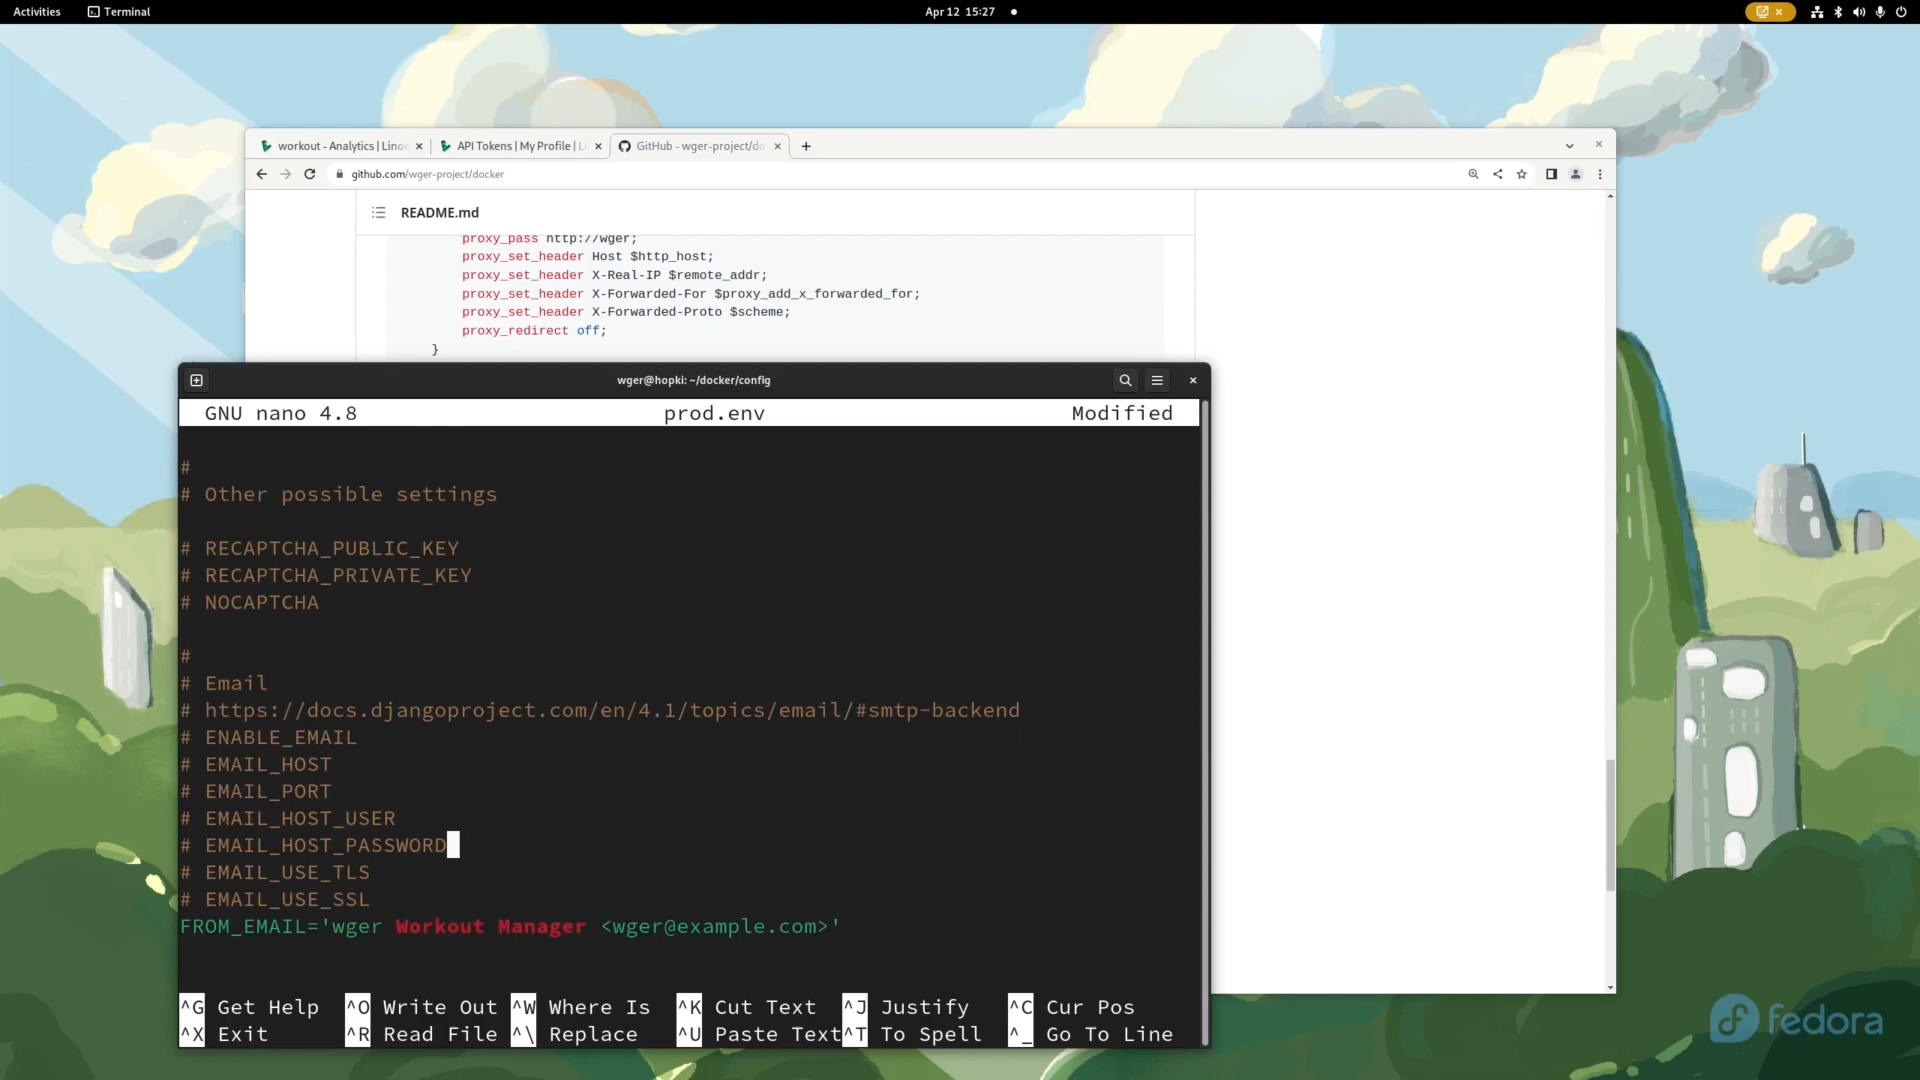 Activities Terminal Apr 12 15:27
workout - Analytics | Lino API Tokens | My Profile | L GitHub - wger-project/do
github.com/wger-project/docker
README.md
proxy_pass http://wger;
proxy_set_header Host $http_host;
proxy_set_header X-Real-IP $remote_addr;
proxy_set_header X-Forwarded-For $proxy_add_x_forwarded_for;
proxy_set_header X-Forwarded-Proto $scheme;
proxy_redirect off;
}
wger@hopki: ~/docker/config
GNU nano 4.8 prod.env Modified
#
# Other possible settings
# RECAPTCHA_PUBLIC_KEY
# RECAPTCHA_PRIVATE_KEY
# NOCAPTCHA
#
# Email
# https://docs.djangoproject.com/en/4.1/topics/email/#smtp-backend
# ENABLE_EMAIL
# EMAIL_HOST
# EMAIL_PORT
# EMAIL_HOST_USER
# EMAIL_HOST_PASSWORD
# EMAIL_USE_TLS
# EMAIL_USE_SSL
FROM_EMAIL='wger Workout Manager <wger@example.com>'
^G Get Help ^O Write Out ^W Where Is ^K Cut Text ^J Justify ^C Cur Pos
^X Exit ^R Read File ^\ Replace ^U Paste Text ^T To Spell ^_ Go To Line
fedora